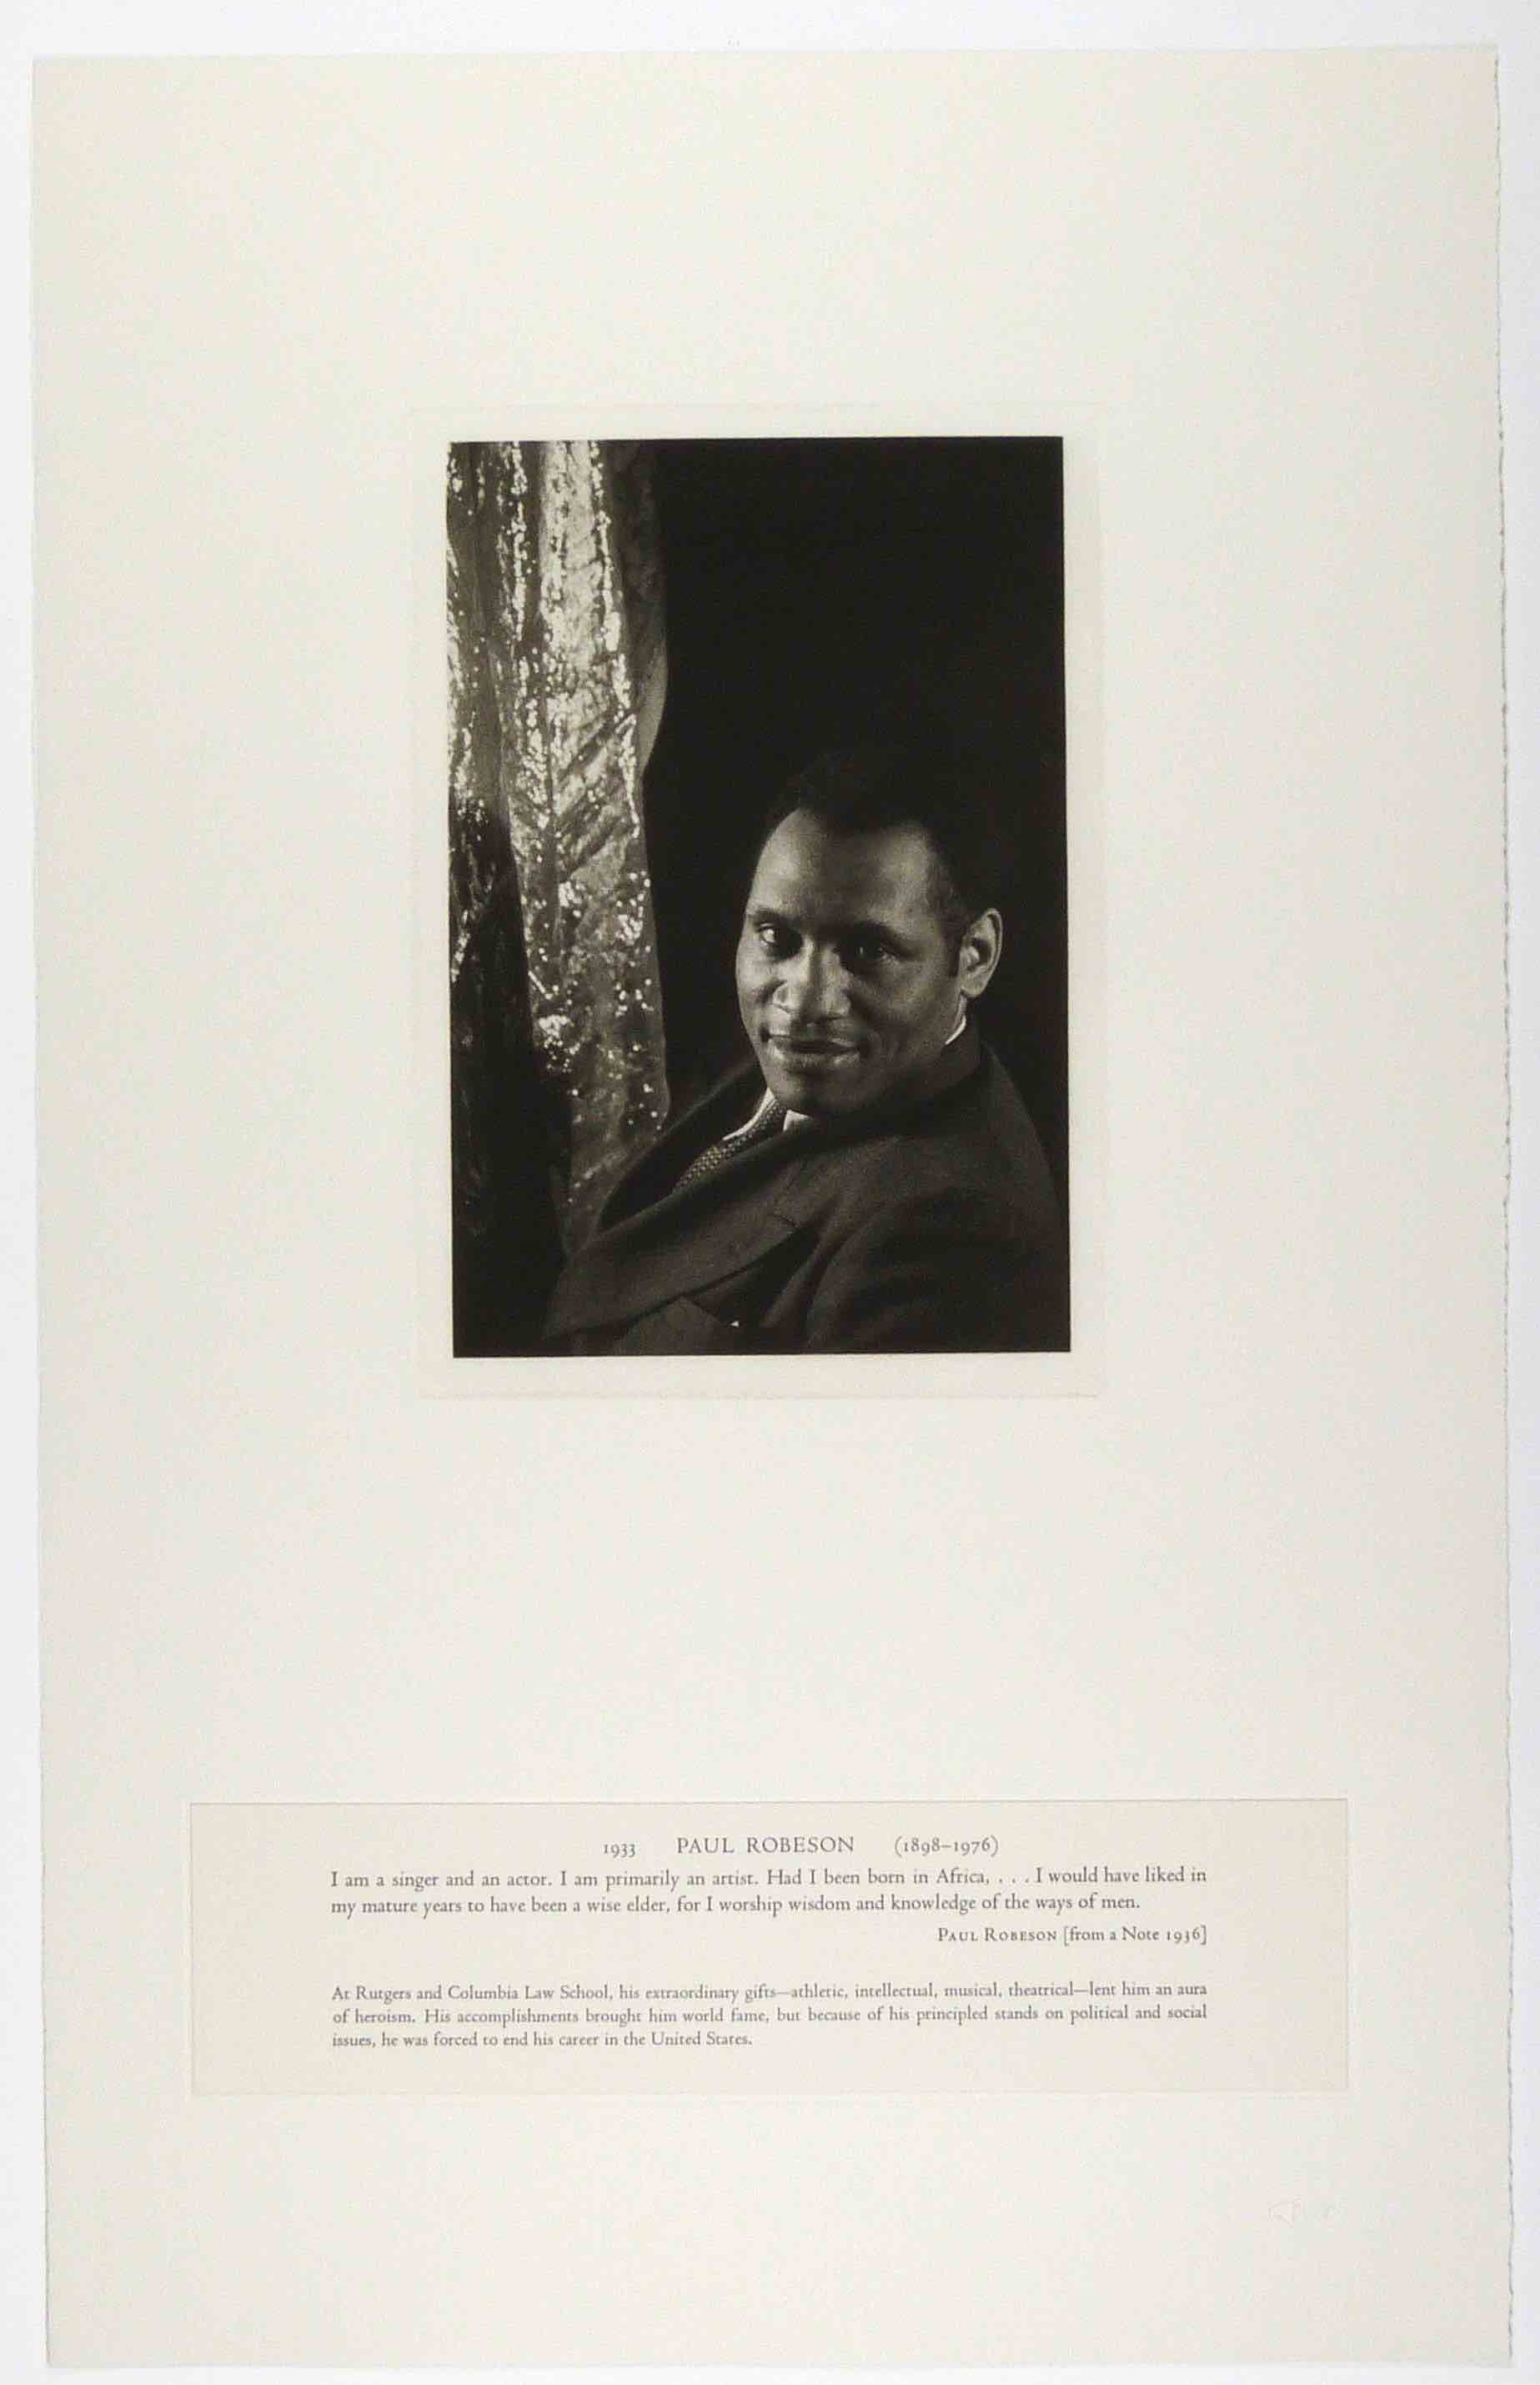 1933 PAUL ROBESON (1898–1976)
I am a singer and an actor. I am primarily an artist. Had I been born in Africa, . . . I would have liked in
my mature years to have been a wise elder, for I worship wisdom and knowledge of the ways of men.
PAUL ROBESON [from a Note 1936]
At Rutgers and Columbia Law School, his extraordinary gifts—athletic, intellectual, musical, theatrical—lent him an aura
of heroism. His accomplishments brought him world fame, but because of his principled stands on political and social
issues, he was forced to end his career in the United States.